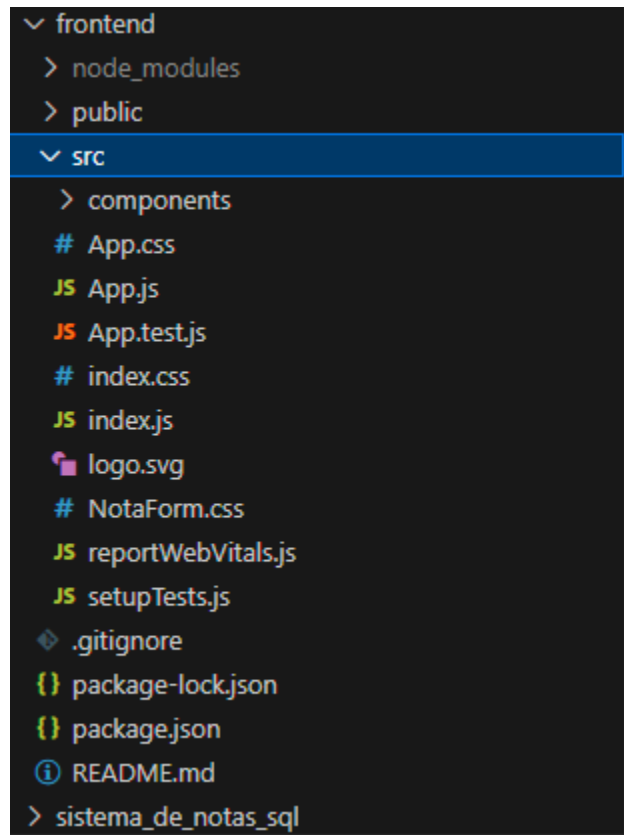 frontend
node_modules
public
src
components
# App.css
JS App.js
JS App.test.js
# index.css
JS index.js
logo.svg
# NotaForm.css
JS reportWebVitals.js
JS setupTests.js
.gitignore
{} package-lock.json
{} package.json
README.md
sistema_de_notas_sql